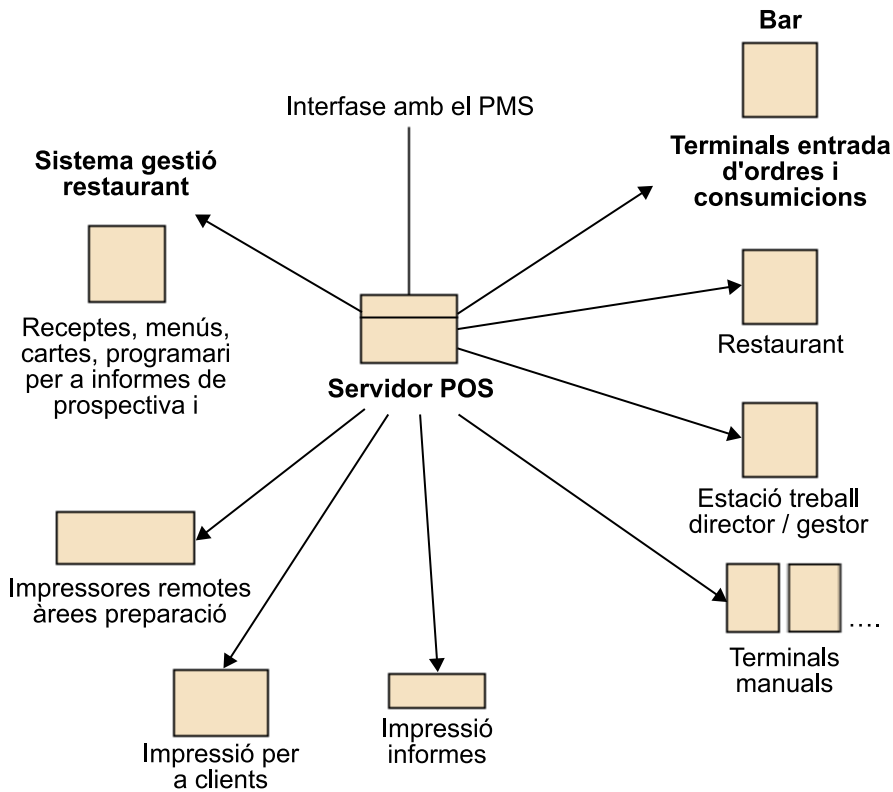 Bar
Interfase amb el PMS
Sistema gestió
restaurant
Terminals entrada
d'ordres i
consumicions
Receptes, menús,
cartes, programari
per a informes de
prospectiva i
Restaurant
Servidor POS
Estació treball
director / gestor
Impressores remotes
àrees preparació
Terminals
manuals
....
Impressió per
a clients
Impressió
informes